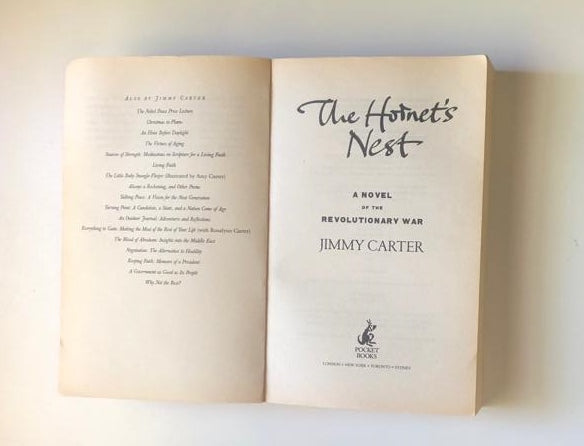 ALSO BY JIMMY CARTER
The Nobel Peace Prize Lecture
Christmas in Plains
An Hour Before Daylight
The Virtues of Aging
Sources of Strength: Meditations on Scripture for a Living Faith
Living Faith
The Little Baby Snoogle-Fleejer (illustrated by Amy Carter)
Always a Reckoning, and Other Poems
Talking Peace: A Vision for the Next Generation
Turning Point: A Candidate, a State, and a Nation Come of Age
An Outdoor Journal: Adventures and Reflections
Everything to Gain: Making the Most of the Rest of Your Life (with Rosalynn Carter)
The Blood of Abraham: Insights into the Middle East
Negotiation: The Alternative to Hostility
Keeping Faith: Memoirs of a President
A Government as Good as Its People
Why Not the Best?
The Hornet's
Nest
A NOVEL
OF THE
REVOLUTIONARY WAR
JIMMY CARTER
POCKET
BOOKS
LONDON • NEW YORK • TORONTO • SYDNEY